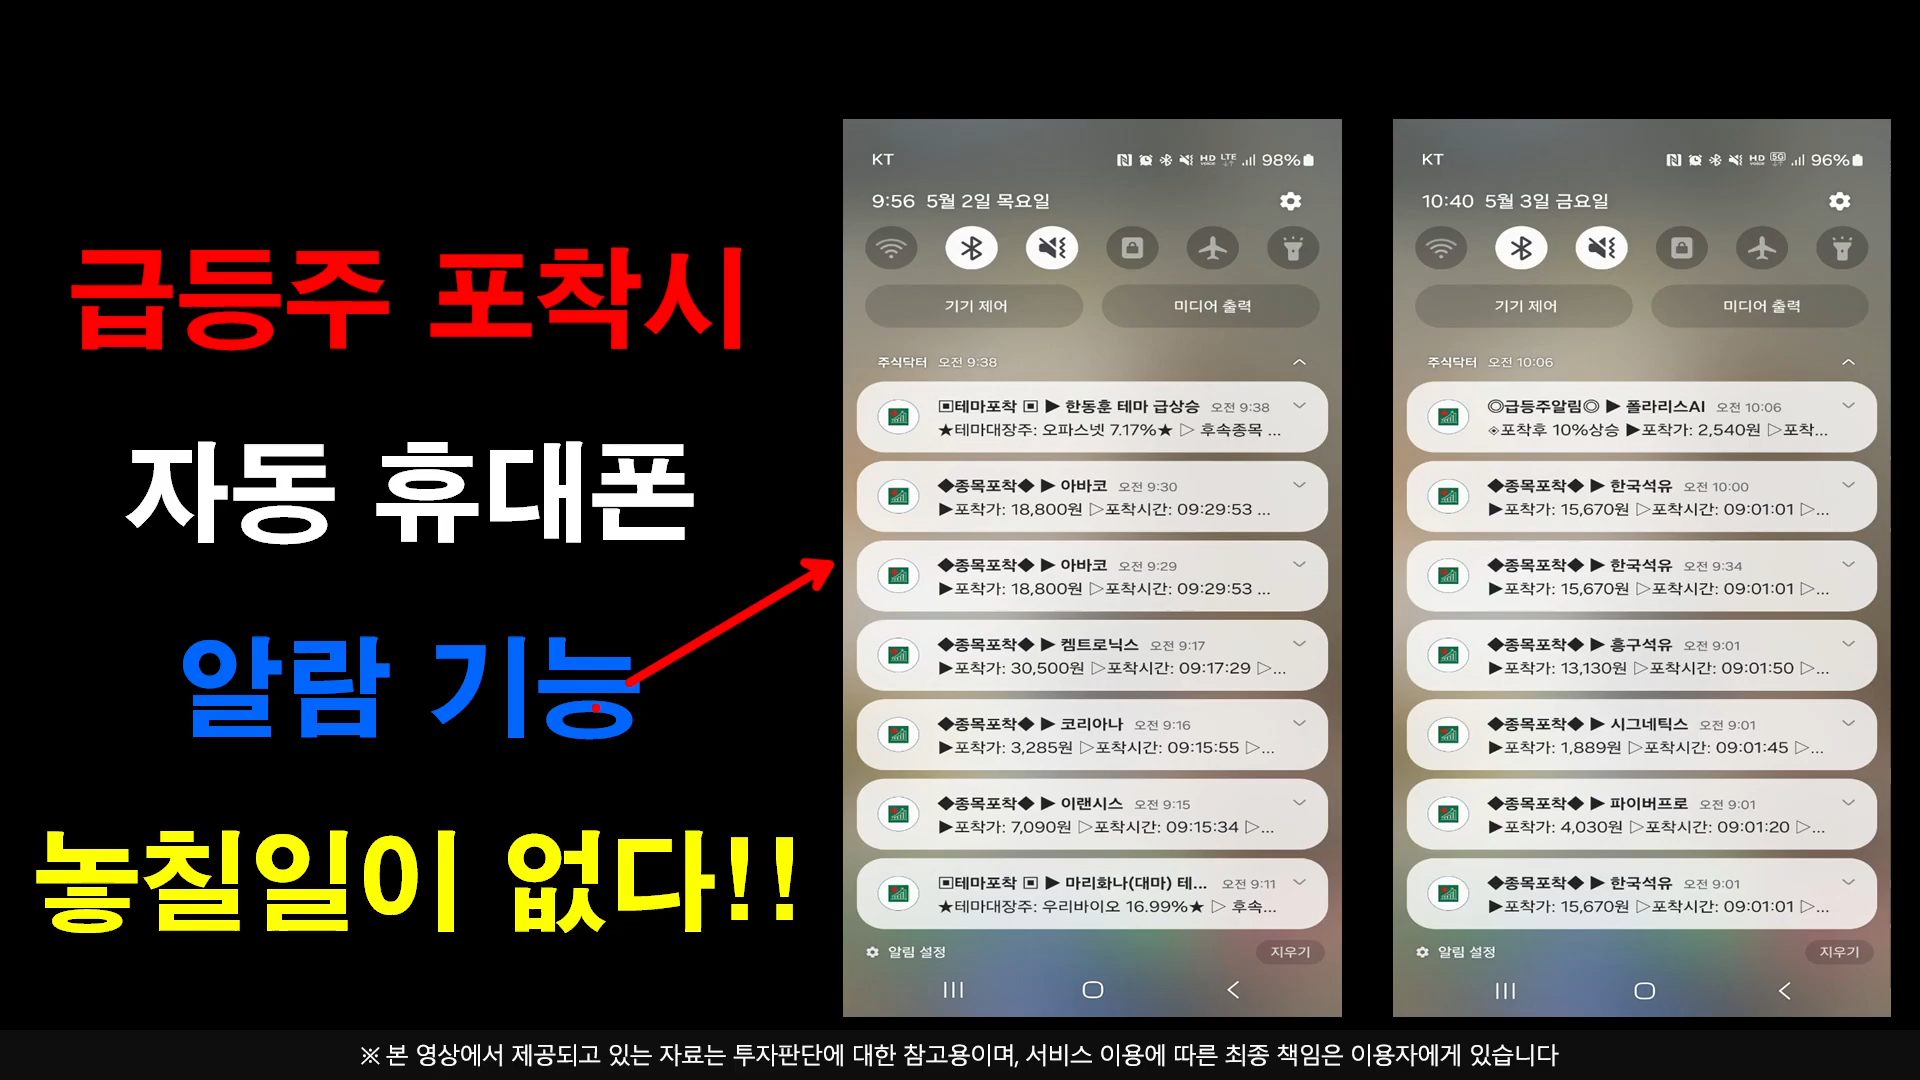 급등주 포착시
자동 휴대폰
알람 기능
놓칠일이 없다!!
KT
HD VOICE LTE 98%
9:56 5월 2일 목요일
기기 제어
미디어 출력
주식닥터 오전 9:38
▣테마포착 ▣ ▶ 한동훈 테마 급상승 오전 9:38
★테마대장주: 오파스넷 7.17%★ ▷ 후속종목 ...
◆종목포착◆ ▶ 아바코 오전 9:30
▶포착가: 18,800원 ▷포착시간: 09:29:53 ...
◆종목포착◆ ▶ 아바코 오전 9:29
▶포착가: 18,800원 ▷포착시간: 09:29:53 ...
◆종목포착◆ ▶ 켐트로닉스 오전 9:17
▶포착가: 30,500원 ▷포착시간: 09:17:29 ▷...
◆종목포착◆ ▶ 코리아나 오전 9:16
▶포착가: 3,285원 ▷포착시간: 09:15:55 ▷...
◆종목포착◆ ▶ 이랜시스 오전 9:15
▶포착가: 7,090원 ▷포착시간: 09:15:34 ▷...
▣테마포착 ▣ ▶ 마리화나(대마) 테... 오전 9:11
★테마대장주: 우리바이오 16.99%★ ▷ 후속...
알림 설정
지우기
KT
HD VOICE 5G 96%
10:40 5월 3일 금요일
기기 제어
미디어 출력
주식닥터 오전 10:06
◎급등주알림◎ ▶ 폴라리스AI 오전 10:06
◈포착후 10%상승 ▶포착가: 2,540원 ▷포착...
◆종목포착◆ ▶ 한국석유 오전 10:00
▶포착가: 15,670원 ▷포착시간: 09:01:01 ▷...
◆종목포착◆ ▶ 한국석유 오전 9:34
▶포착가: 15,670원 ▷포착시간: 09:01:01 ▷...
◆종목포착◆ ▶ 흥구석유 오전 9:01
▶포착가: 13,130원 ▷포착시간: 09:01:50 ▷...
◆종목포착◆ ▶ 시그네틱스 오전 9:01
▶포착가: 1,889원 ▷포착시간: 09:01:45 ▷...
◆종목포착◆ ▶ 파이버프로 오전 9:01
▶포착가: 4,030원 ▷포착시간: 09:01:20 ▷...
◆종목포착◆ ▶ 한국석유 오전 9:01
▶포착가: 15,670원 ▷포착시간: 09:01:01 ▷...
알림 설정
지우기
※ 본 영상에서 제공되고 있는 자료는 투자판단에 대한 참고용이며, 서비스 이용에 따른 최종 책임은 이용자에게 있습니다